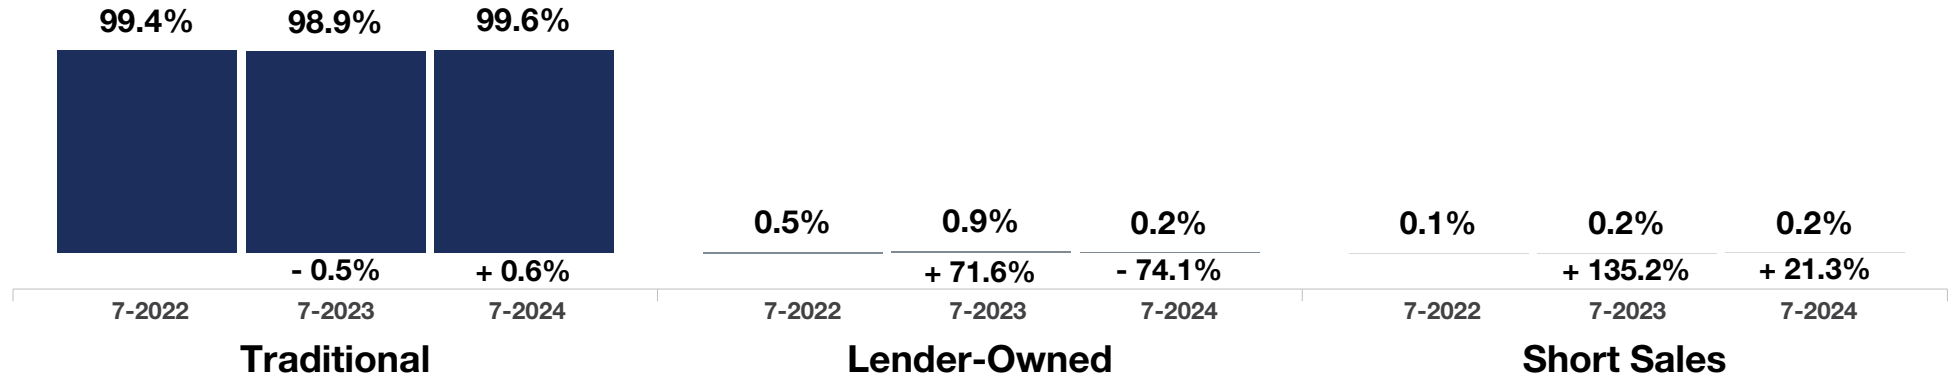 99.4% 98.9% 99.6%
0.5% 0.9% 0.2% 0.1% 0.2% 0.2%
- 0.5% + 0.6% + 71.6% - 74.1% + 135.2% + 21.3%
7-2022 7-2023 7-2024 7-2022 7-2023 7-2024 7-2022 7-2023 7-2024
Traditional Lender-Owned Short Sales